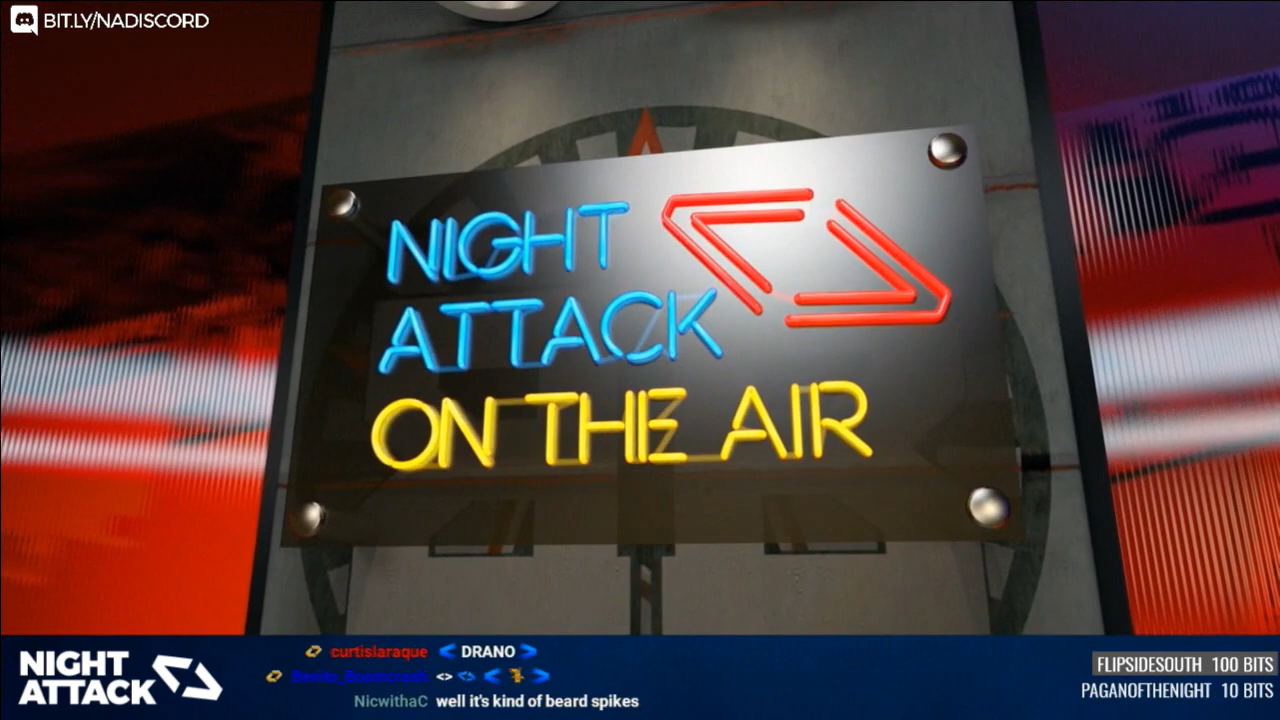 BIT.LY/NADISCORD
NIGHT
ATTACK
ON THE AIR
NIGHT
ATTACK
curtislaraque < DRANO >
<> <> < >
NicwithaC well it's kind of beard spikes
FLIPSIDESOUTH 100 BITS
PAGANOFTHENIGHT 10 BITS